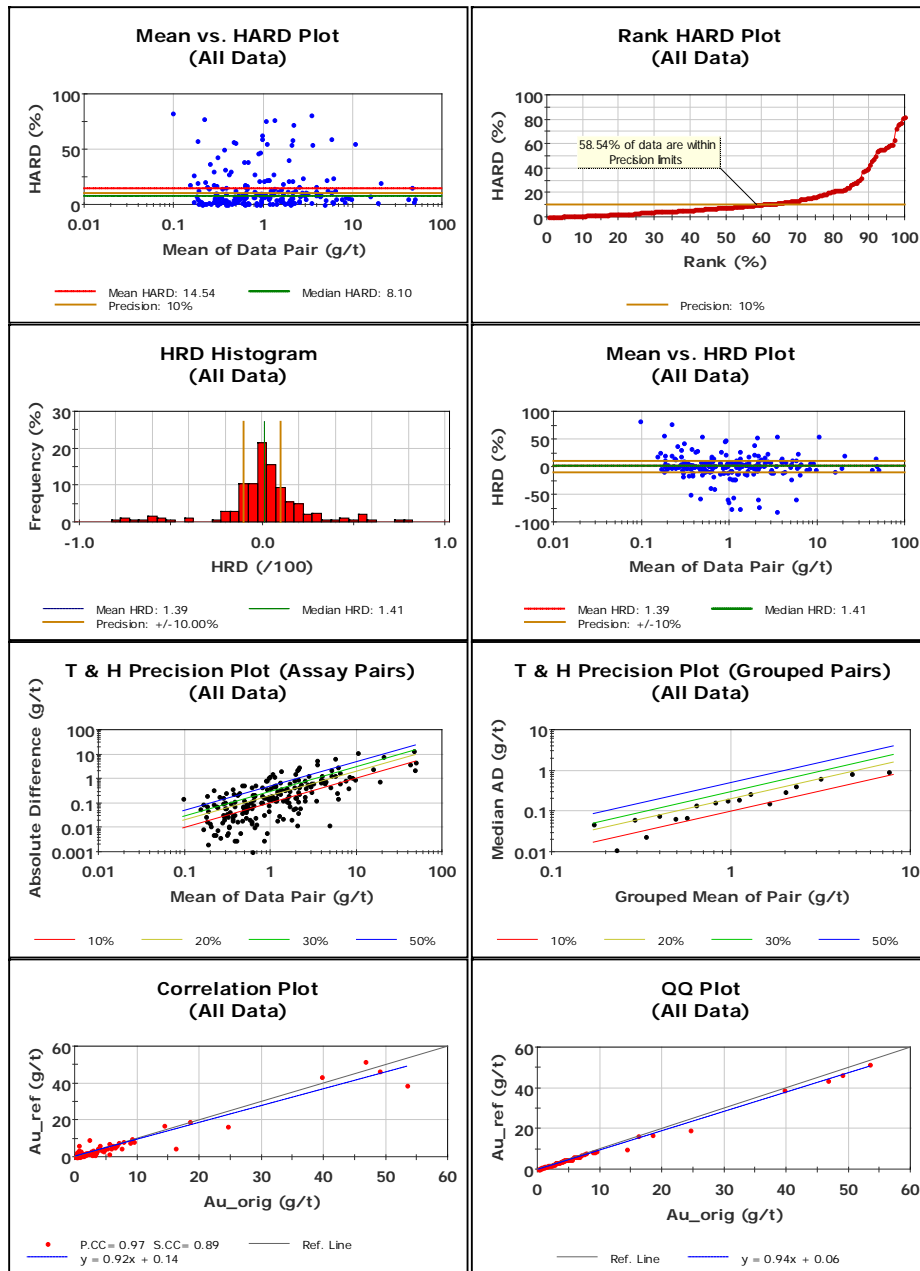 Mean vs. HARD Plot
(All Data)
HARD (%)
100
50
0
0.01
0.1
1
10
100
Mean of Data Pair (g/t)
Mean HARD: 14.54
Median HARD: 8.10
Precision: 10%
Rank HARD Plot
(All Data)
HARD (%)
100
80
60
40
20
0
58.54% of data are within
Precision limits
0
10
20
30
40
50
60
70
80
90
100
Rank (%)
Precision: 10%
HRD Histogram
(All Data)
Frequency (%)
30
20
10
0
-1.0
0.0
1.0
HRD (/100)
Mean HRD: 1.39
Median HRD: 1.41
Precision: +/-10.00%
Mean vs. HRD Plot
(All Data)
HRD (%)
100
50
0
-50
-100
0.01
0.1
1
10
100
Mean of Data Pair (g/t)
Mean HRD: 1.39
Median HRD: 1.41
Precision: +/-10%
T & H Precision Plot (Assay Pairs)
(All Data)
Absolute Difference (g/t)
100
10
1
0.1
0.01
0.001
0.01
0.1
1
10
100
Mean of Data Pair (g/t)
10%
20%
30%
50%
T & H Precision Plot (Grouped Pairs)
(All Data)
Median AD (g/t)
10
1
0.1
0.01
0.1
1
10
Grouped Mean of Pair (g/t)
10%
20%
30%
50%
Correlation Plot
(All Data)
Au_ref (g/t)
60
40
20
0
0
10
20
30
40
50
60
Au_orig (g/t)
P.CC= 0.97 S.CC= 0.89
Ref. Line
y = 0.92x + 0.14
QQ Plot
(All Data)
Au_ref (g/t)
60
40
20
0
0
10
20
30
40
50
60
Au_orig (g/t)
Ref. Line
y = 0.94x + 0.06